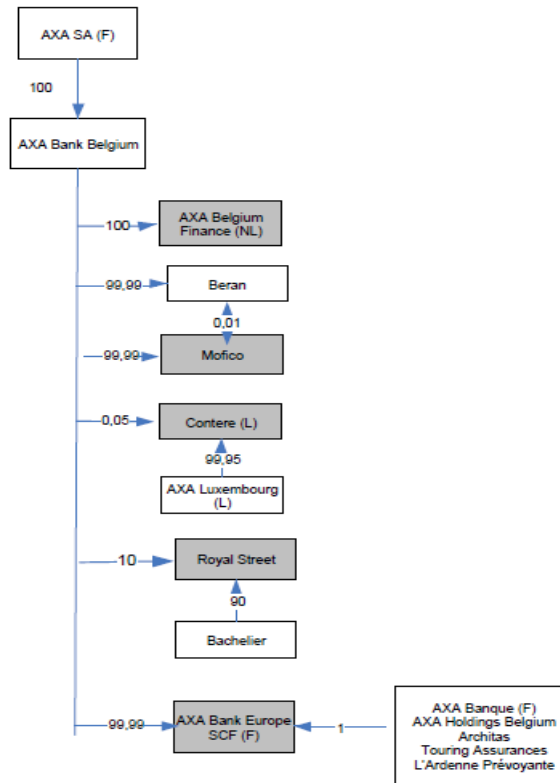 AXA SA (F)
100
AXA Bank Belgium
100
AXA Belgium
Finance (NL)
99,99
Beran
0,01
99,99
Mofico
0,05
Contere (L)
99,95
AXA Luxembourg
(L)
10
Royal Street
90
Bachelier
99,99
AXA Bank Europe
SCF (F)
1
AXA Banque (F)
AXA Holdings Belgium
Architas
Touring Assurances
L'Ardenne Prévoyante